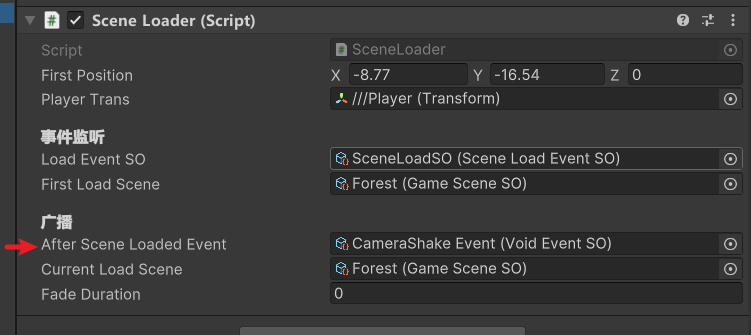 Scene Loader (Script)
Script SceneLoader
First Position X -8.77 Y -16.54 Z 0
Player Trans ///Player (Transform)
事件监听
Load Event SO SceneLoadSO (Scene Load Event SO)
First Load Scene Forest (Game Scene SO)
广播
After Scene Loaded Event CameraShake Event (Void Event SO)
Current Load Scene Forest (Game Scene SO)
Fade Duration 0